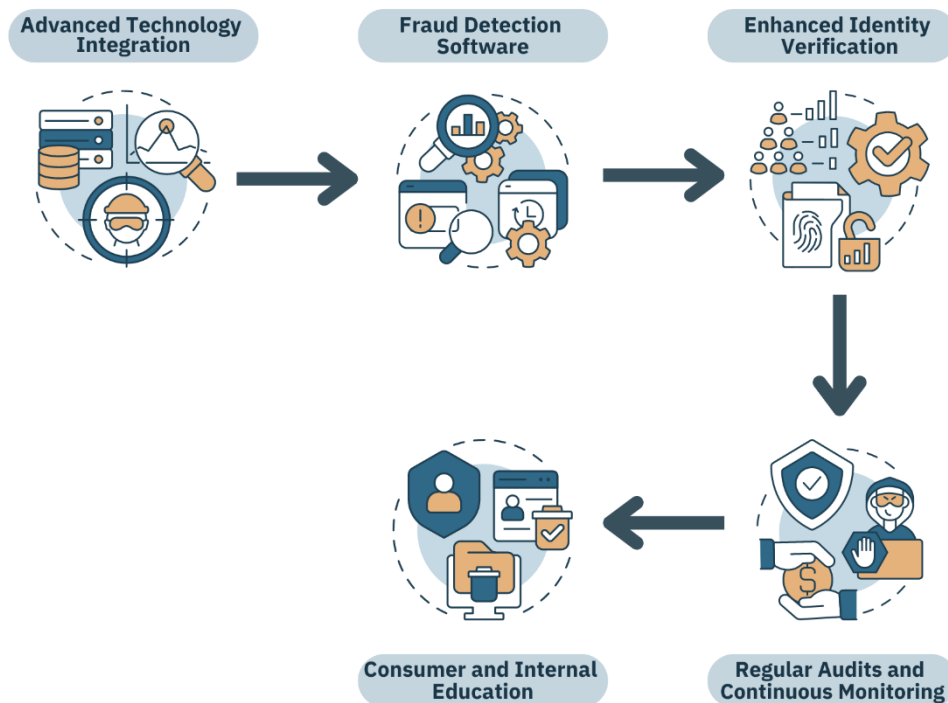 Advanced Technology
Integration
Fraud Detection
Software
Enhanced Identity
Verification
!
$
Consumer and Internal
Education
Regular Audits and
Continuous Monitoring